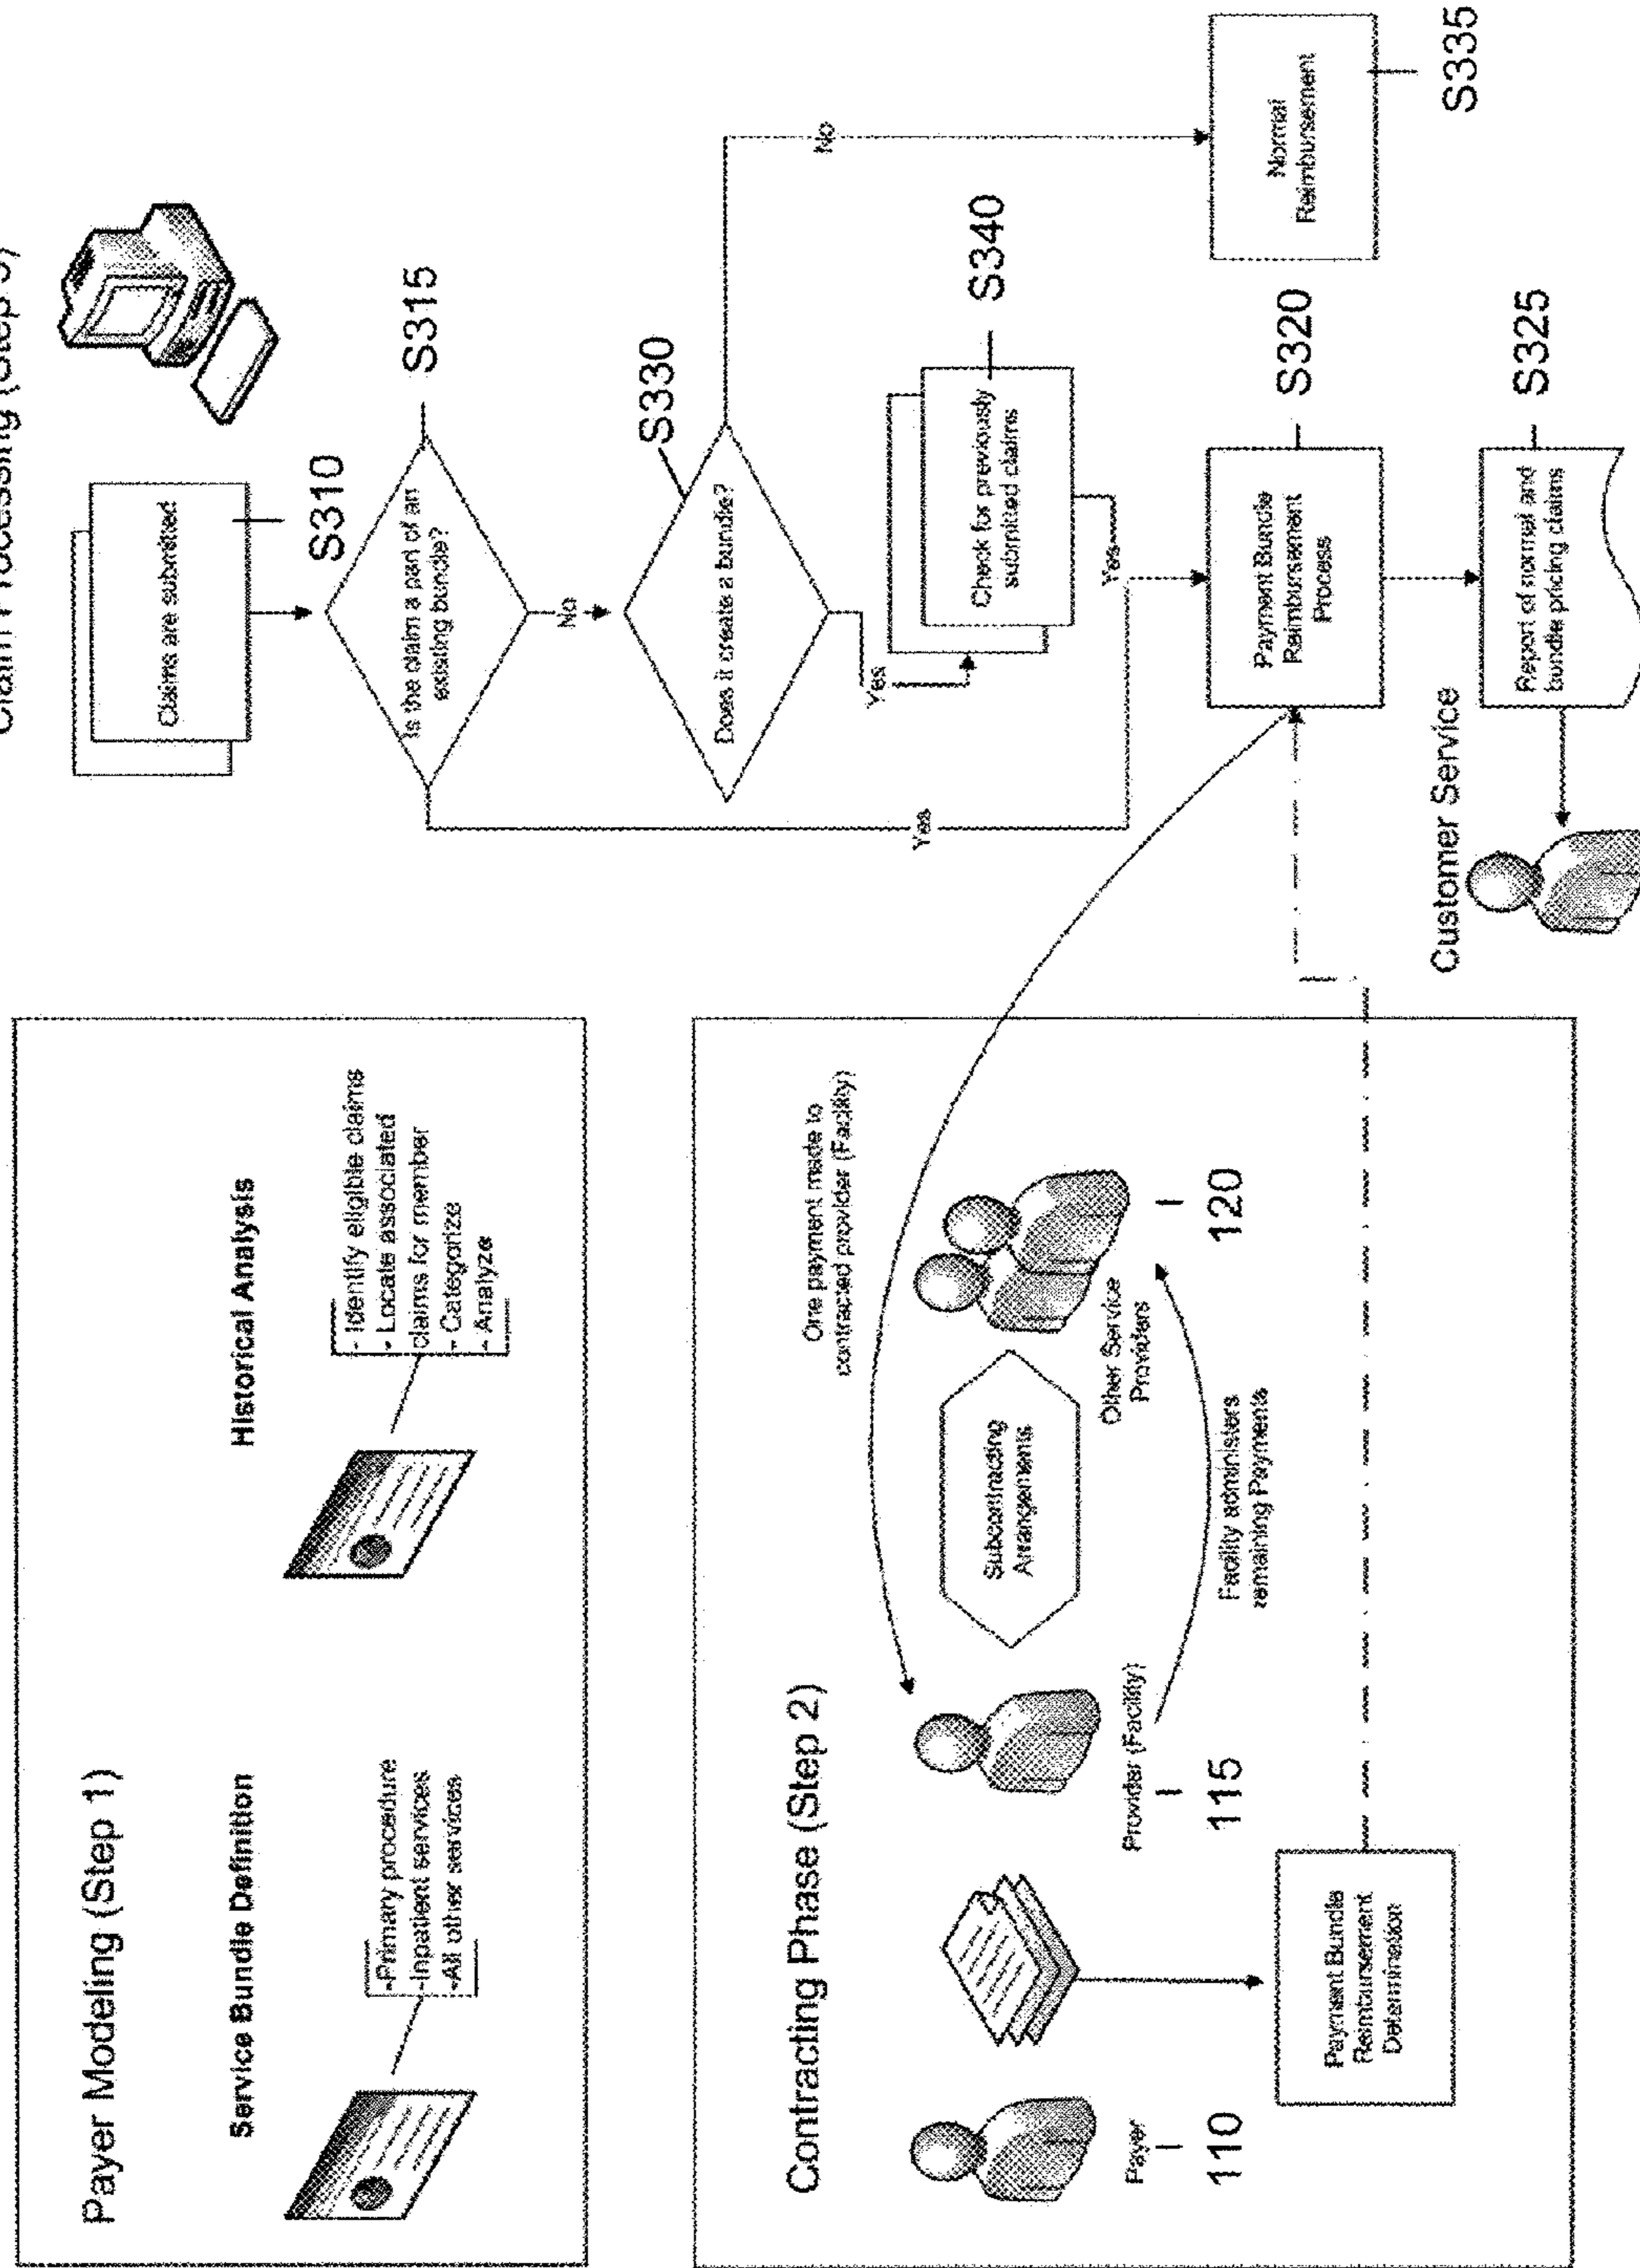 Payer Modeling (Step 1)
Service Bundle Definition
-Primary procedure
-Inpatient services
-All other services
Historical Analysis
- Identify eligible claims
- Locate associated
claims for member
- Categorize
- Analyze
Contracting Phase (Step 2)
Payer
110
Provider (Facility)
115
Subcontracting
Arrangements
Other Service
Providers
120
One payment made to
contracted provider (Facility)
Facility administers
remaining Payments
Payment Bundle
Reimbursement
Determination
Claim Processing (Step 3)
Claims are submitted
S310
Is the claim a part of an
existing bundle?
S315
No
Yes
Does it create a bundle?
S330
No
Yes
Check for previously
submitted claims
S340
Yes
Payment Bundle
Reimbursement
Process
S320
Normal
Reimbursement
S335
Report of normal and
bundle pricing claims
S325
Customer Service